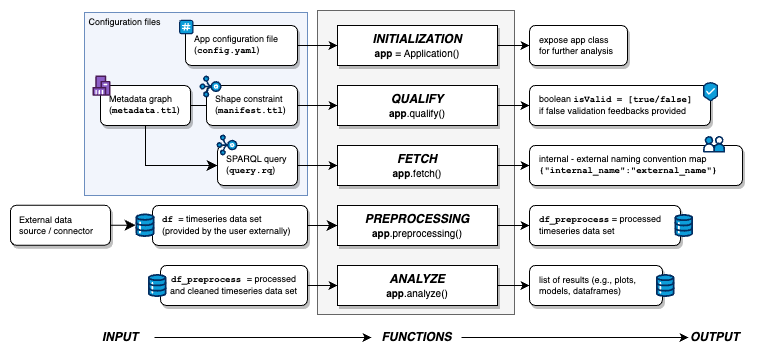 Configuration files
App configuration file
(config.yaml)
INITIALIZATION
app = Application()
expose app class
for further analysis
Metadata graph
(metadata.ttl)
Shape constraint
(manifest.ttl)
QUALIFY
app.qualify()
boolean isValid = [true/false]
if false validation feedbacks provided
SPARQL query
(query.rq)
FETCH
app.fetch()
internal - external naming convention map
{"internal_name":"external_name"}
External data
source / connector
df = timeseries data set
(provided by the user externally)
PREPROCESSING
app.preprocessing()
df_preprocess = processed
timeseries data set
df_preprocess = processed
and cleaned timeseries data set
ANALYZE
app.analyze()
list of results (e.g., plots,
models, dataframes)
INPUT
FUNCTIONS
OUTPUT